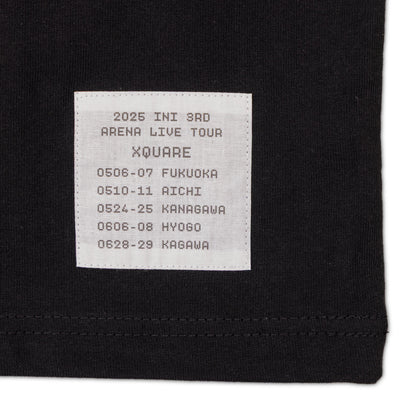 2025 INI 3RD
ARENA LIVE TOUR
XQUARE
0506-07 FUKUOKA
0510-11 AICHI
0524-25 KANAGAWA
0606-08 HYOGO
0628-29 KAGAWA